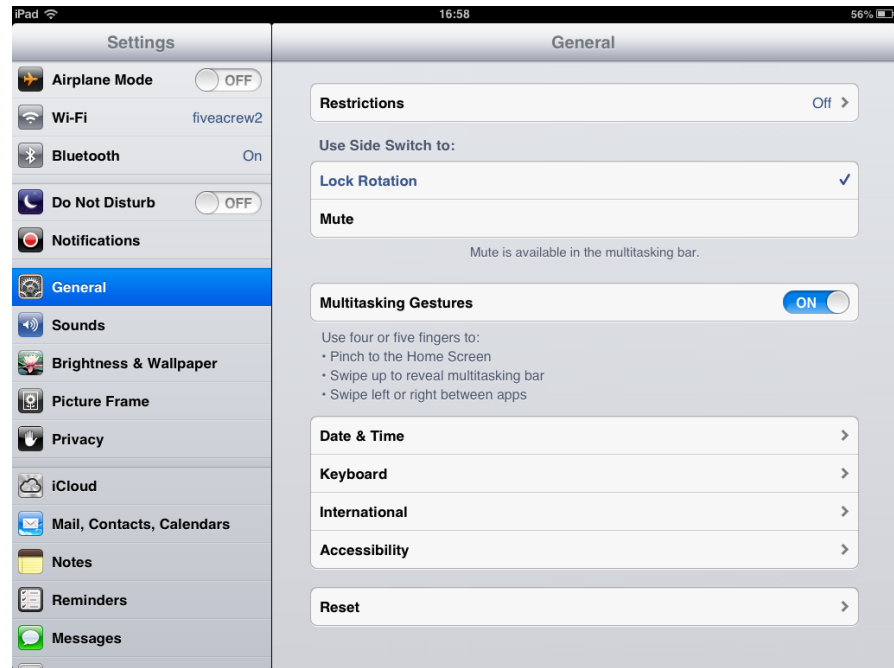 iPad 16:58 56%
Settings
Airplane Mode OFF
Wi-Fi fiveacrew2
Bluetooth On
Do Not Disturb OFF
Notifications
General
Sounds
Brightness & Wallpaper
Picture Frame
Privacy
iCloud
Mail, Contacts, Calendars
Notes
Reminders
Messages
General
Restrictions Off
Use Side Switch to:
Lock Rotation
Mute
Mute is available in the multitasking bar.
Multitasking Gestures ON
Use four or five fingers to:
• Pinch to the Home Screen
• Swipe up to reveal multitasking bar
• Swipe left or right between apps
Date & Time
Keyboard
International
Accessibility
Reset